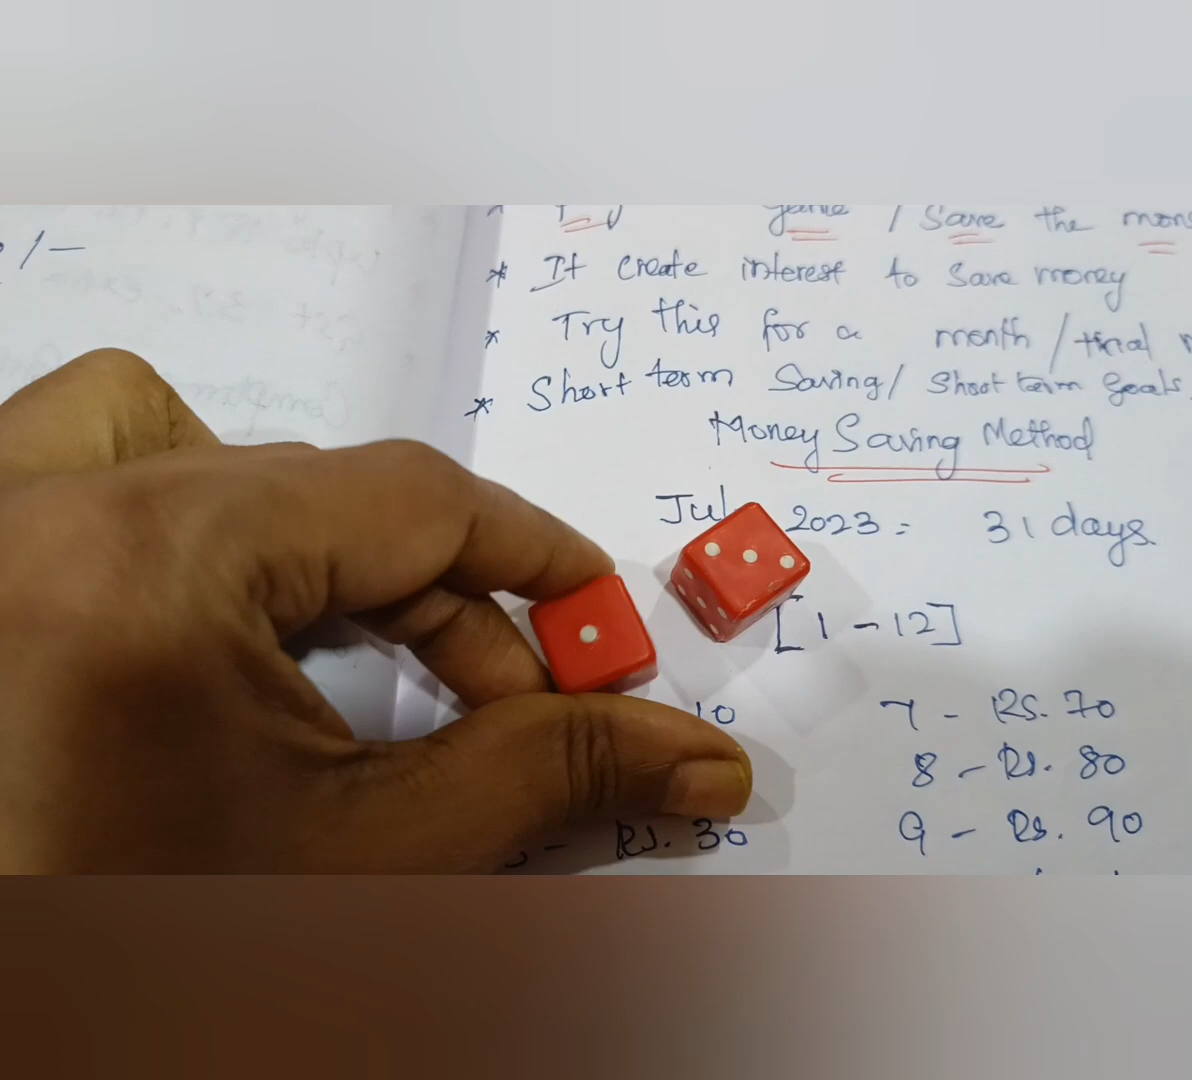 /-
game / Save the
* It create interest to save money
* Try this for a month / trial
* Short term Saving / Short term Goals.
Money Saving Method
2023 = 31 days
[1 - 12]
10
7 - Rs. 70
8 - Rs. 80
Rs. 30
9 - Rs. 90